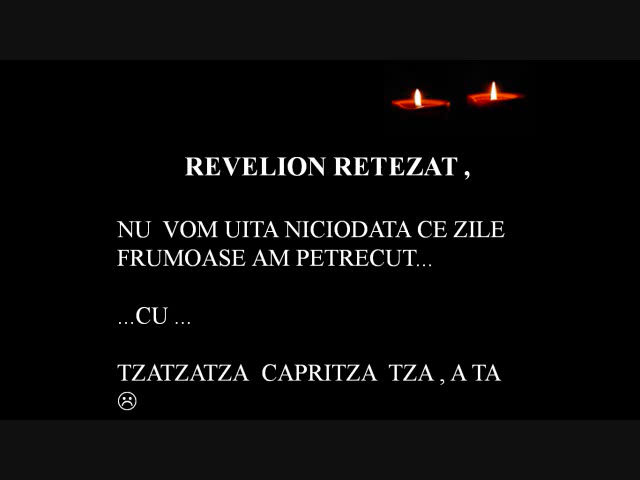 REVELION RETEZAT ,
NU VOM UITA NICIODATA CE ZILE
FRUMOASE AM PETRECUT...
...CU ...
TZATZATZA CAPRITZA TZA , A TA
☹